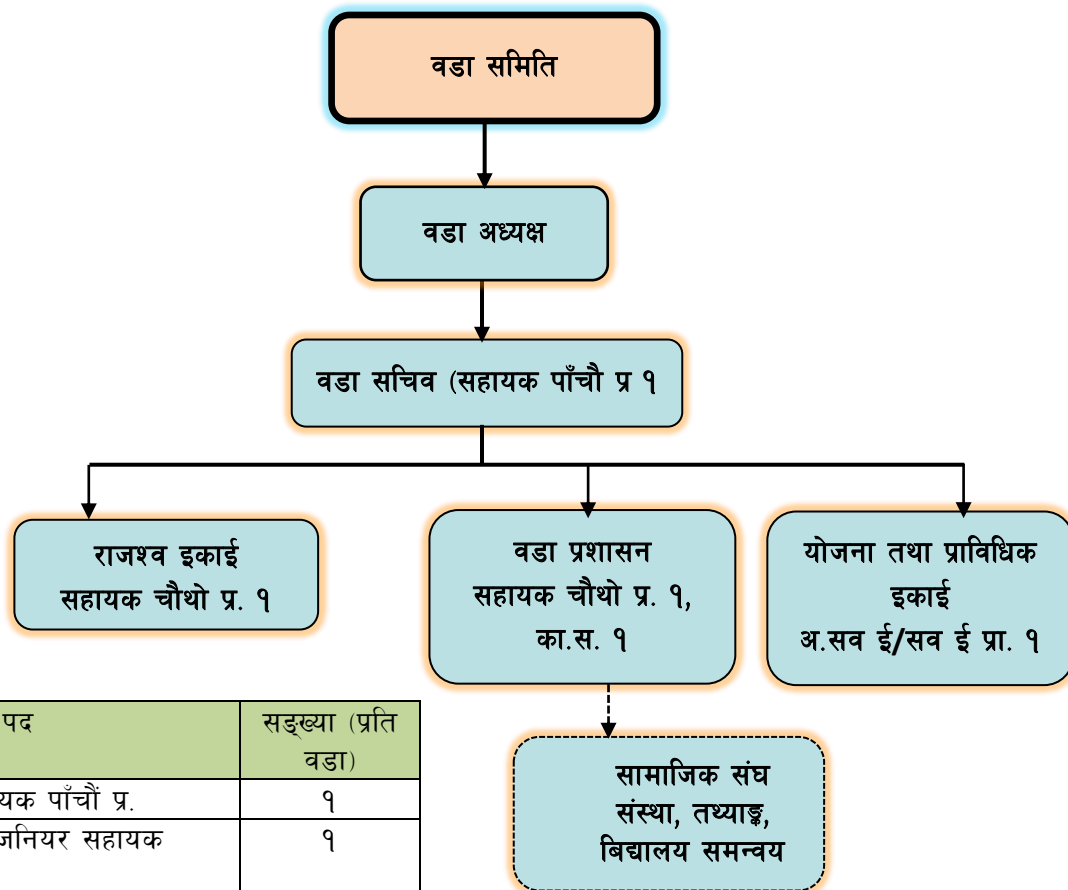 वडा समिति
वडा अध्यक्ष
वडा सचिव (सहायक पाँचौ प्र १
राजश्व इकाई
सहायक चौथो प्र. १
वडा प्रशासन
सहायक चौथो प्र. १,
का.स. १
योजना तथा प्राविधिक
इकाई
अ.सव ई/सव ई प्रा. १
सामाजिक संघ
संस्था, तथ्याङ्क,
बिद्यालय समन्वय
पद
सङ्ख्या (प्रति
वडा)
यक पाँचौं प्र.
१
जनियर सहायक
१